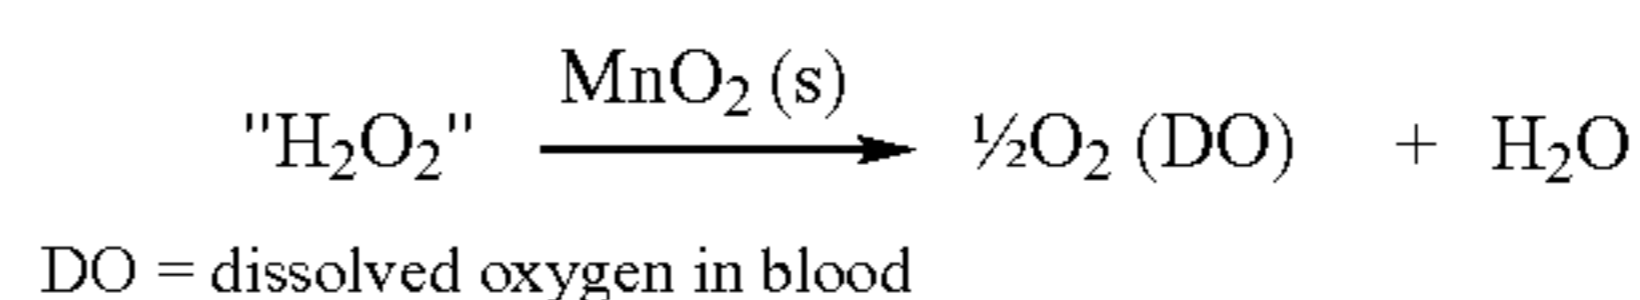 MnO₂ (s)
"H₂O₂" ⟶ ½O₂ (DO) + H₂O
DO = dissolved oxygen in blood